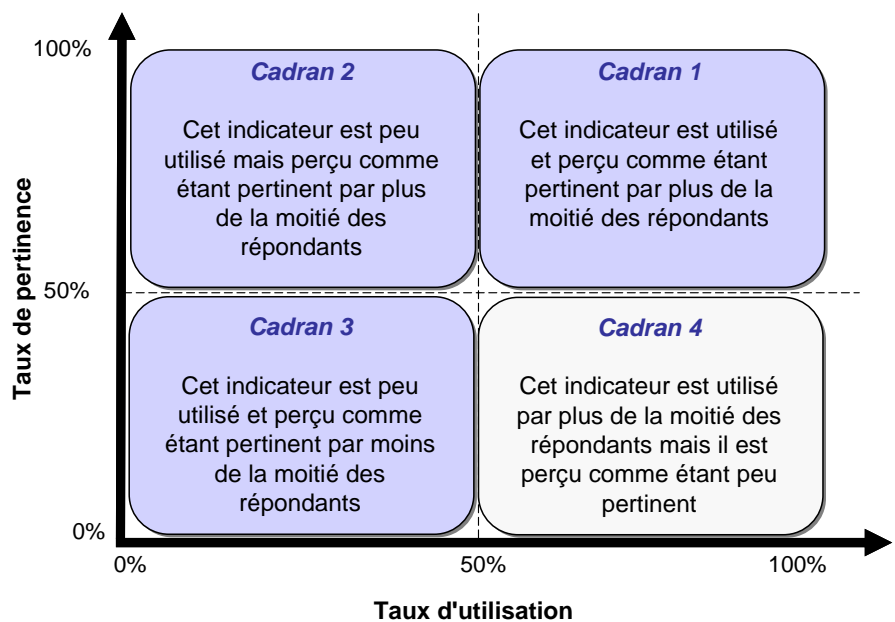 100%
Cadran 2
Cet indicateur est peu
utilisé mais perçu comme
étant pertinent par plus
de la moitié des
répondants
Cadran 1
Cet indicateur est utilisé
et perçu comme étant
pertinent par plus de la
moitié des répondants
Taux de pertinence
50%
Cadran 3
Cet indicateur est peu
utilisé et perçu comme
étant pertinent par moins
de la moitié des
répondants
Cadran 4
Cet indicateur est utilisé
par plus de la moitié des
répondants mais il est
perçu comme étant peu
pertinent
0%
0%
50%
100%
Taux d'utilisation